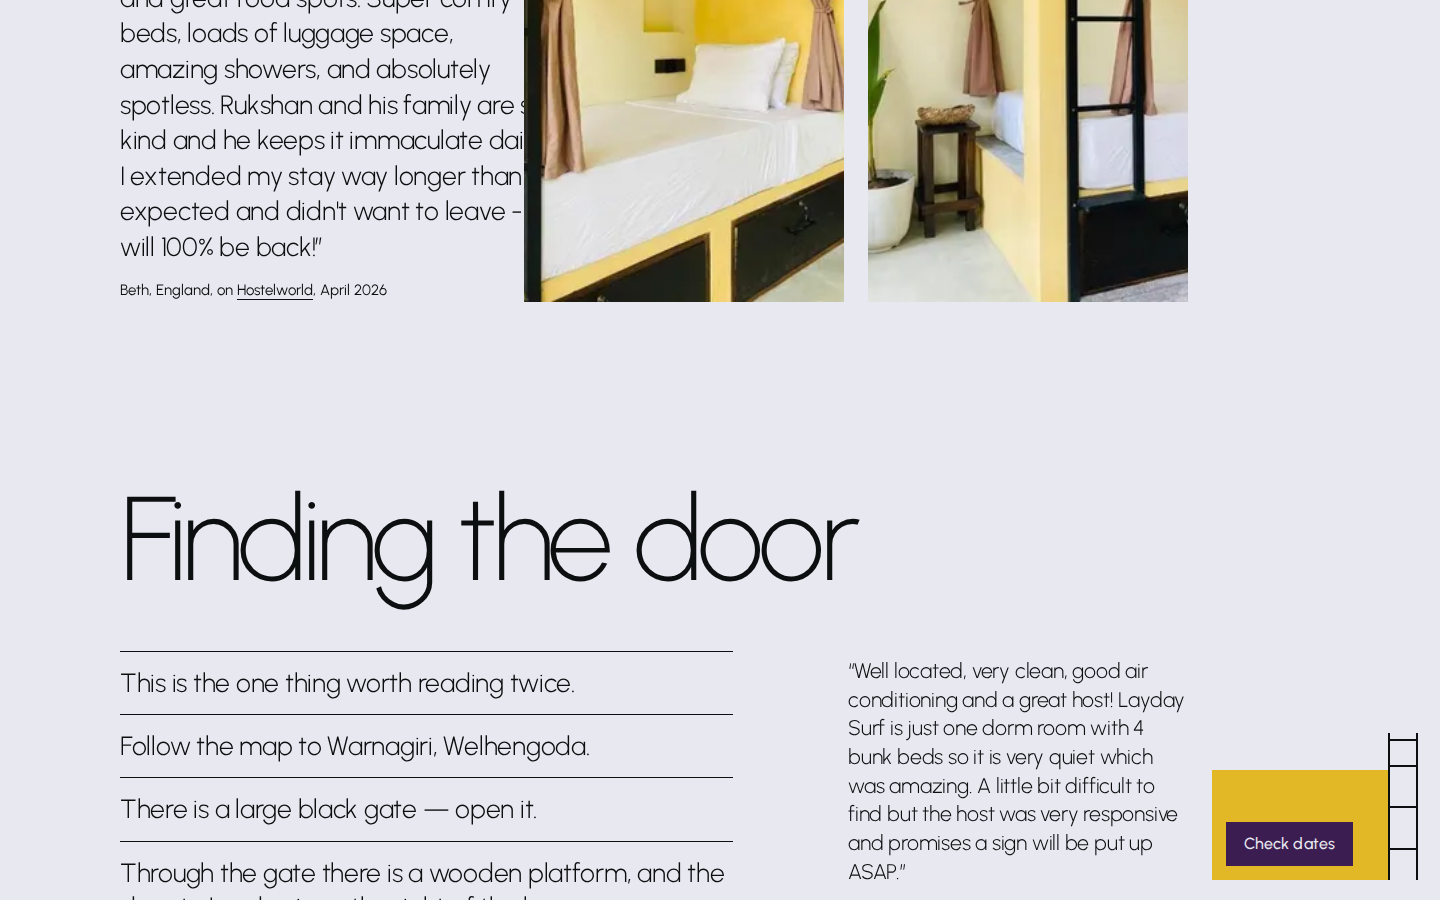 beds, loads of luggage space,
amazing showers, and absolutely
spotless. Rukshan and his family are
kind and he keeps it immaculate
I extended my stay way longer than
expected and didn't want to leave -
will 100% be back!”
Beth, England, on Hostelworld, April 2026
Finding the door
This is the one thing worth reading twice.
Follow the map to Warnagiri, Welhengoda.
There is a large black gate — open it.
Through the gate there is a wooden platform, and the
“Well located, very clean, good air
conditioning and a great host! Layday
Surf is just one dorm room with 4
bunk beds so it is very quiet which
was amazing. A little bit difficult to
find but the host was very responsive
and promises a sign will be put up
ASAP.”
Check dates